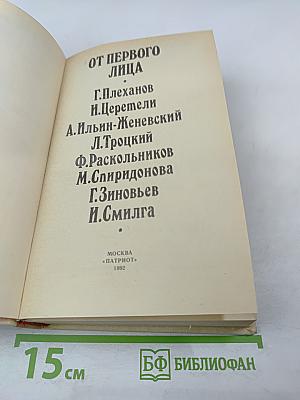 ОТ ПЕРВОГО
ЛИЦА
Г.Плеханов
И.Церетели
А.Ильин-Женевский
Л.Троцкий
Ф.Раскольников
М.Спиридонова
Г.Зиновьев
И.Смилга
МОСКВА
«ПАТРИОТ»
1992
15 см
БФ БИБЛИОФАН